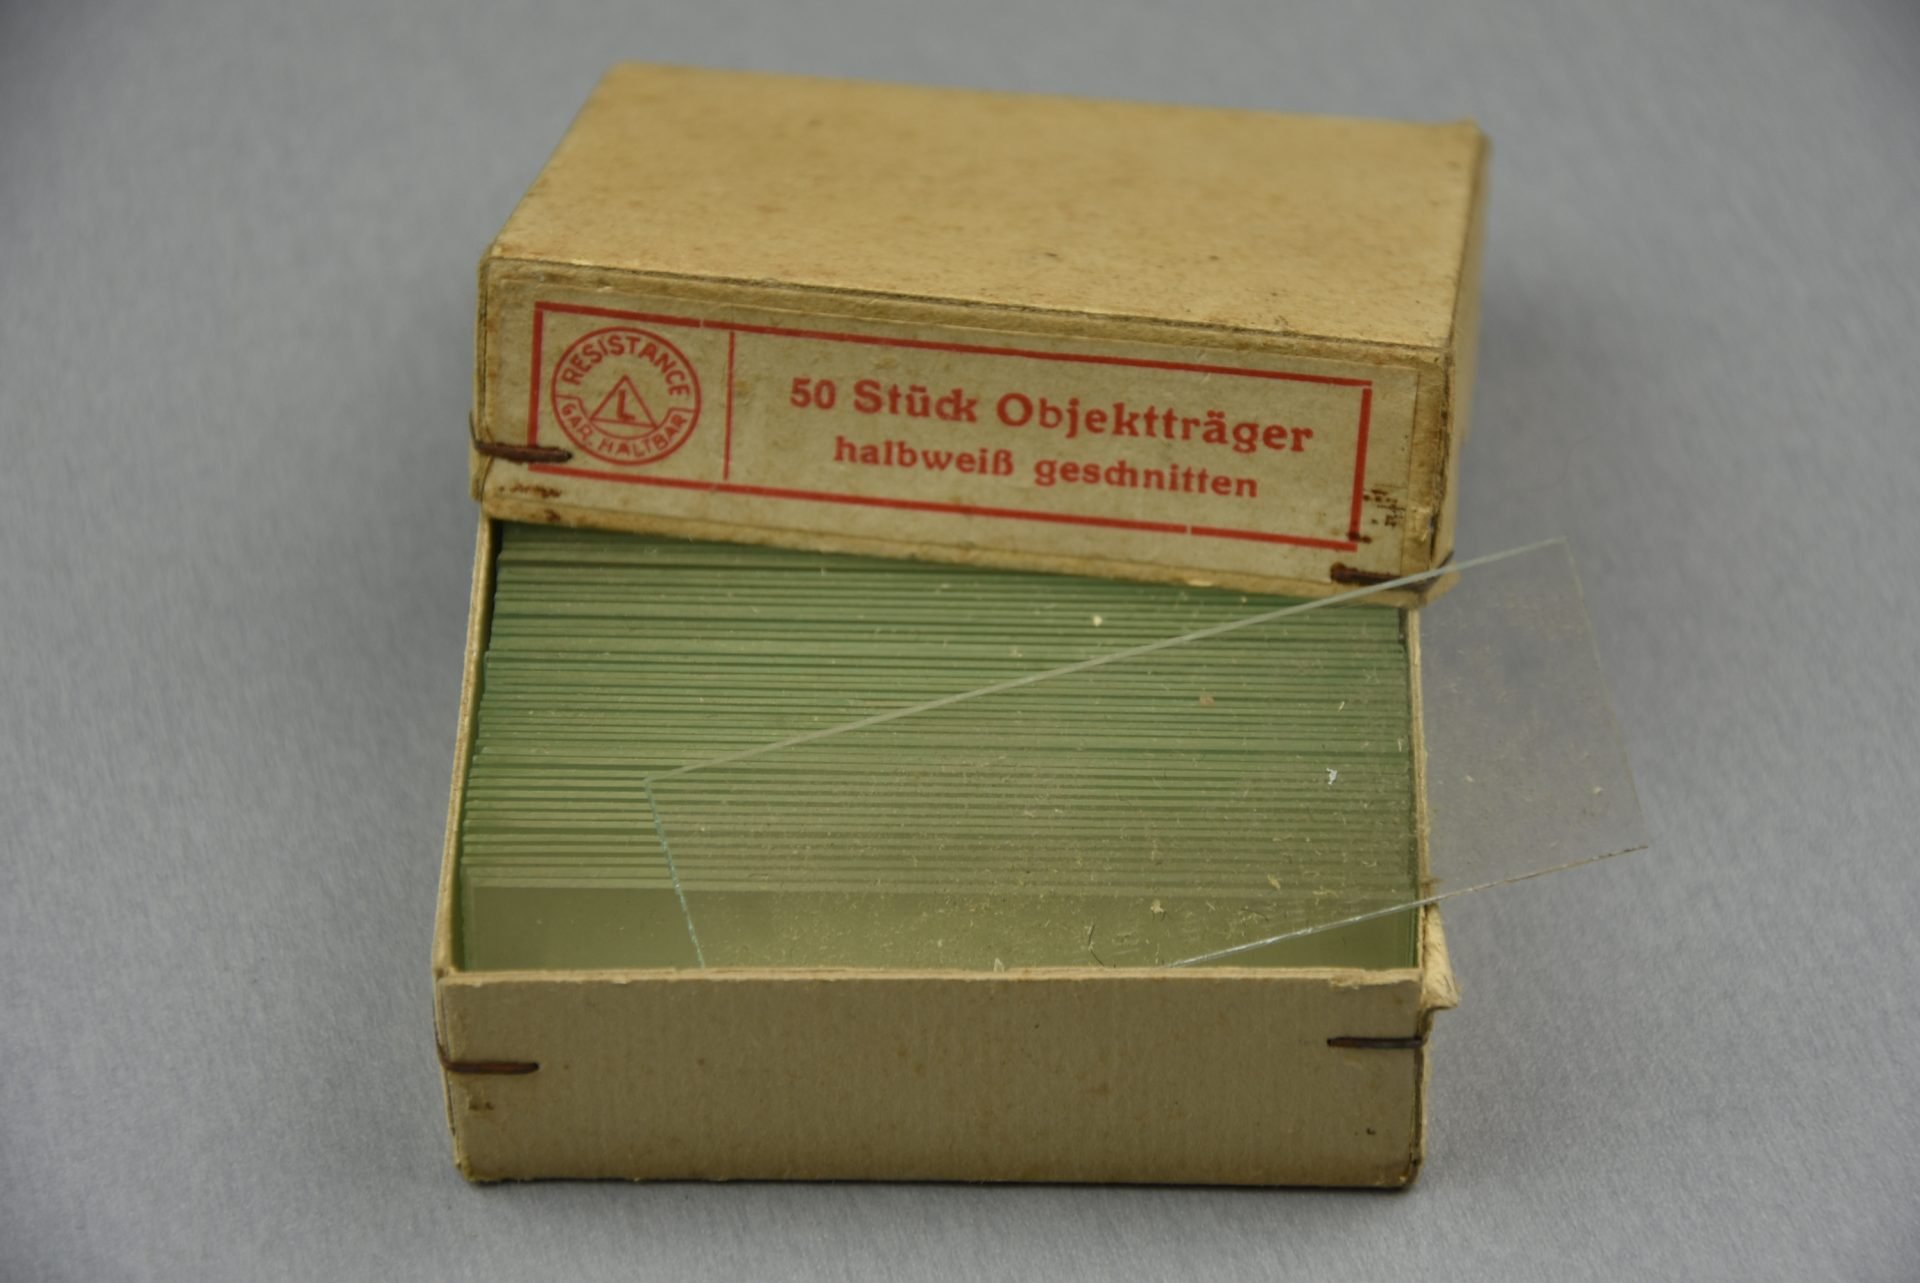 RESISTANCE
L
GAR. HALTBAR
50 Stück Objektträger
halbweiß geschnitten